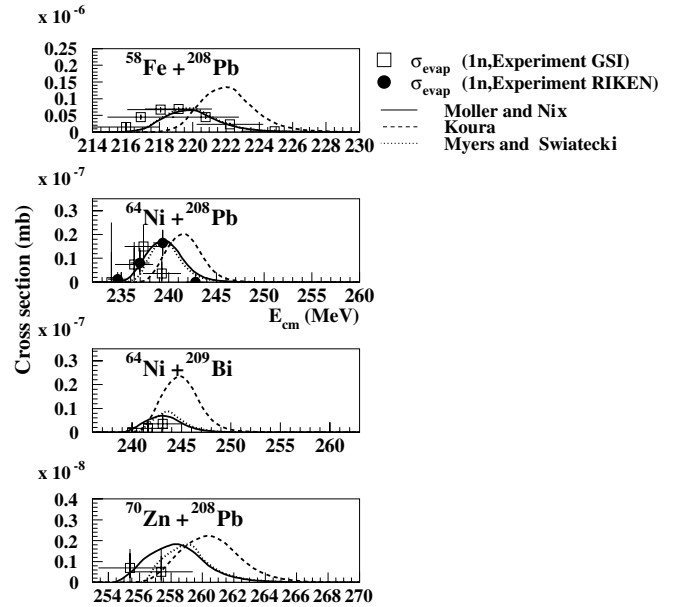 x 10 -6
58Fe + 208Pb
0.25
0.2
0.15
0.1
0.05
0
214 216 218 220 222 224 226 228 230
σevap (1n,Experiment GSI)
σevap (1n,Experiment RIKEN)
Moller and Nix
Koura
Myers and Swiatecki
x 10 -7
64Ni + 208Pb
0.3
0.2
0.1
0
235 240 245 250 255 260
Ecm (MeV)
Cross section (mb)
x 10 -7
64Ni + 209Bi
0.3
0.2
0.1
0
240 245 250 255 260
x 10 -8
70Zn + 208Pb
0.4
0.3
0.2
0.1
0
254 256 258 260 262 264 266 268 270